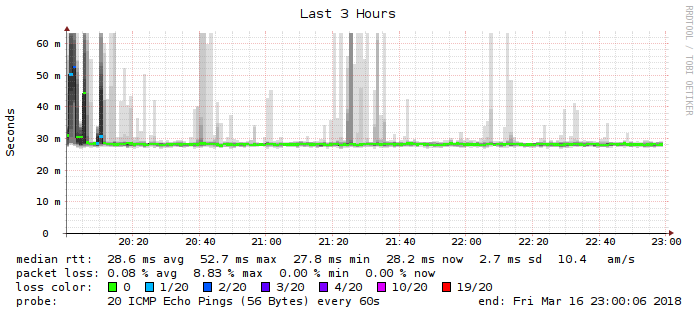 Last 3 Hours
RRDTOOL / TOBI OETIKER
Seconds
60 m
50 m
40 m
30 m
20 m
10 m
0
20:20 20:40 21:00 21:20 21:40 22:00 22:20 22:40 23:00
median rtt: 28.6 ms avg 52.7 ms max 27.8 ms min 28.2 ms now 2.7 ms sd 10.4 am/s
packet loss: 0.08 % avg 8.83 % max 0.00 % min 0.00 % now
loss color: 0 1/20 2/20 3/20 4/20 10/20 19/20
probe: 20 ICMP Echo Pings (56 Bytes) every 60s end: Fri Mar 16 23:00:06 2018